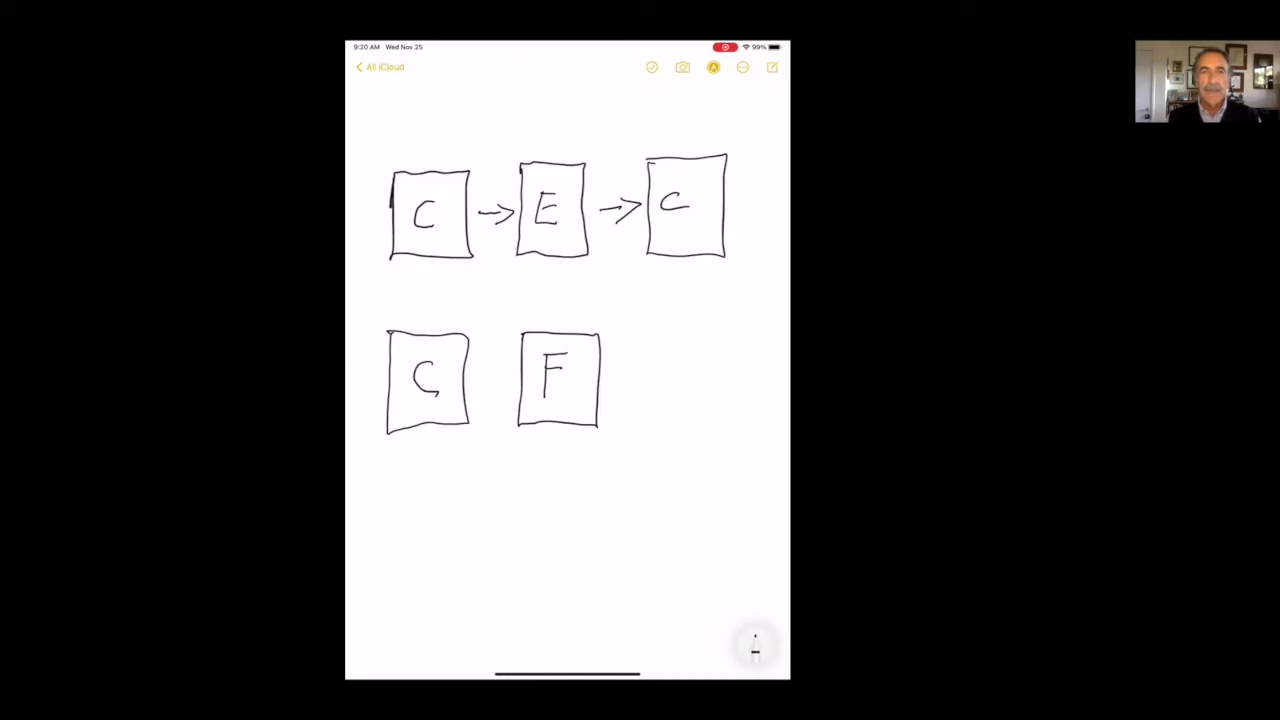 9:20 AM Wed Nov 25 99%
All iCloud
C → E → C
C F